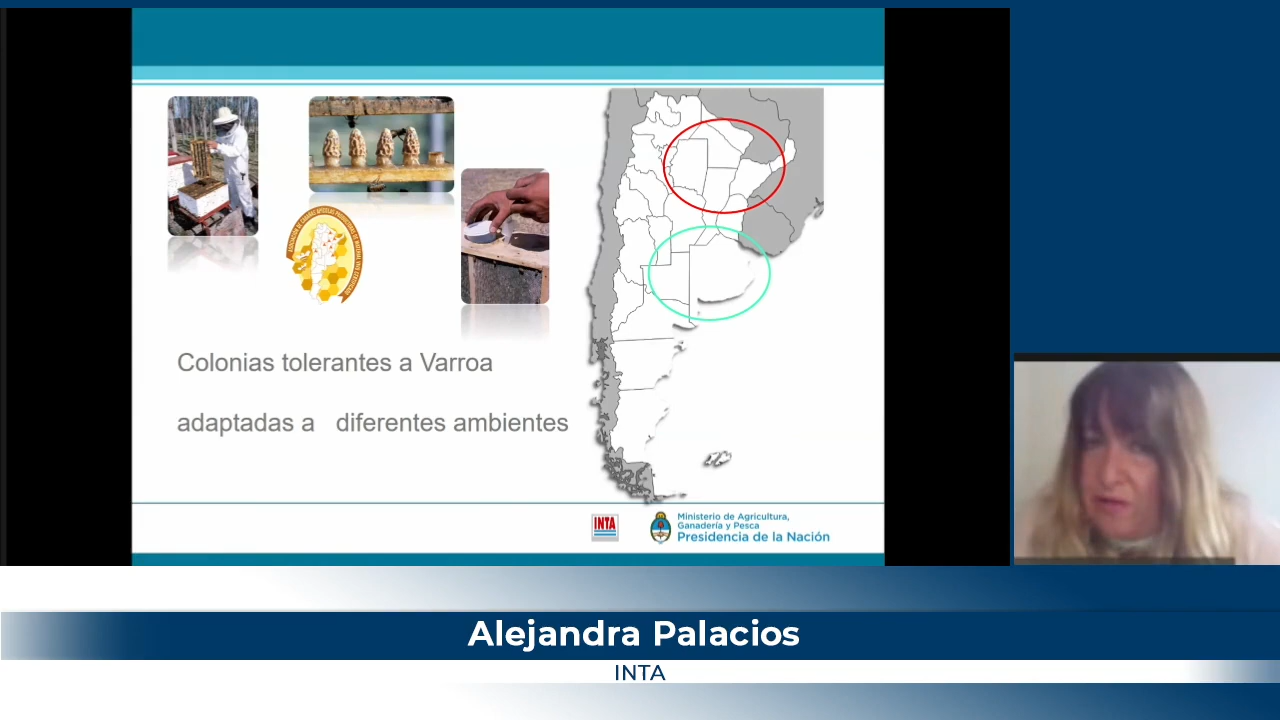 Colonias tolerantes a Varroa
adaptadas a diferentes ambientes
INTA
Ministerio de Agricultura,
Ganadería y Pesca
Presidencia de la Nación
Alejandra Palacios
INTA